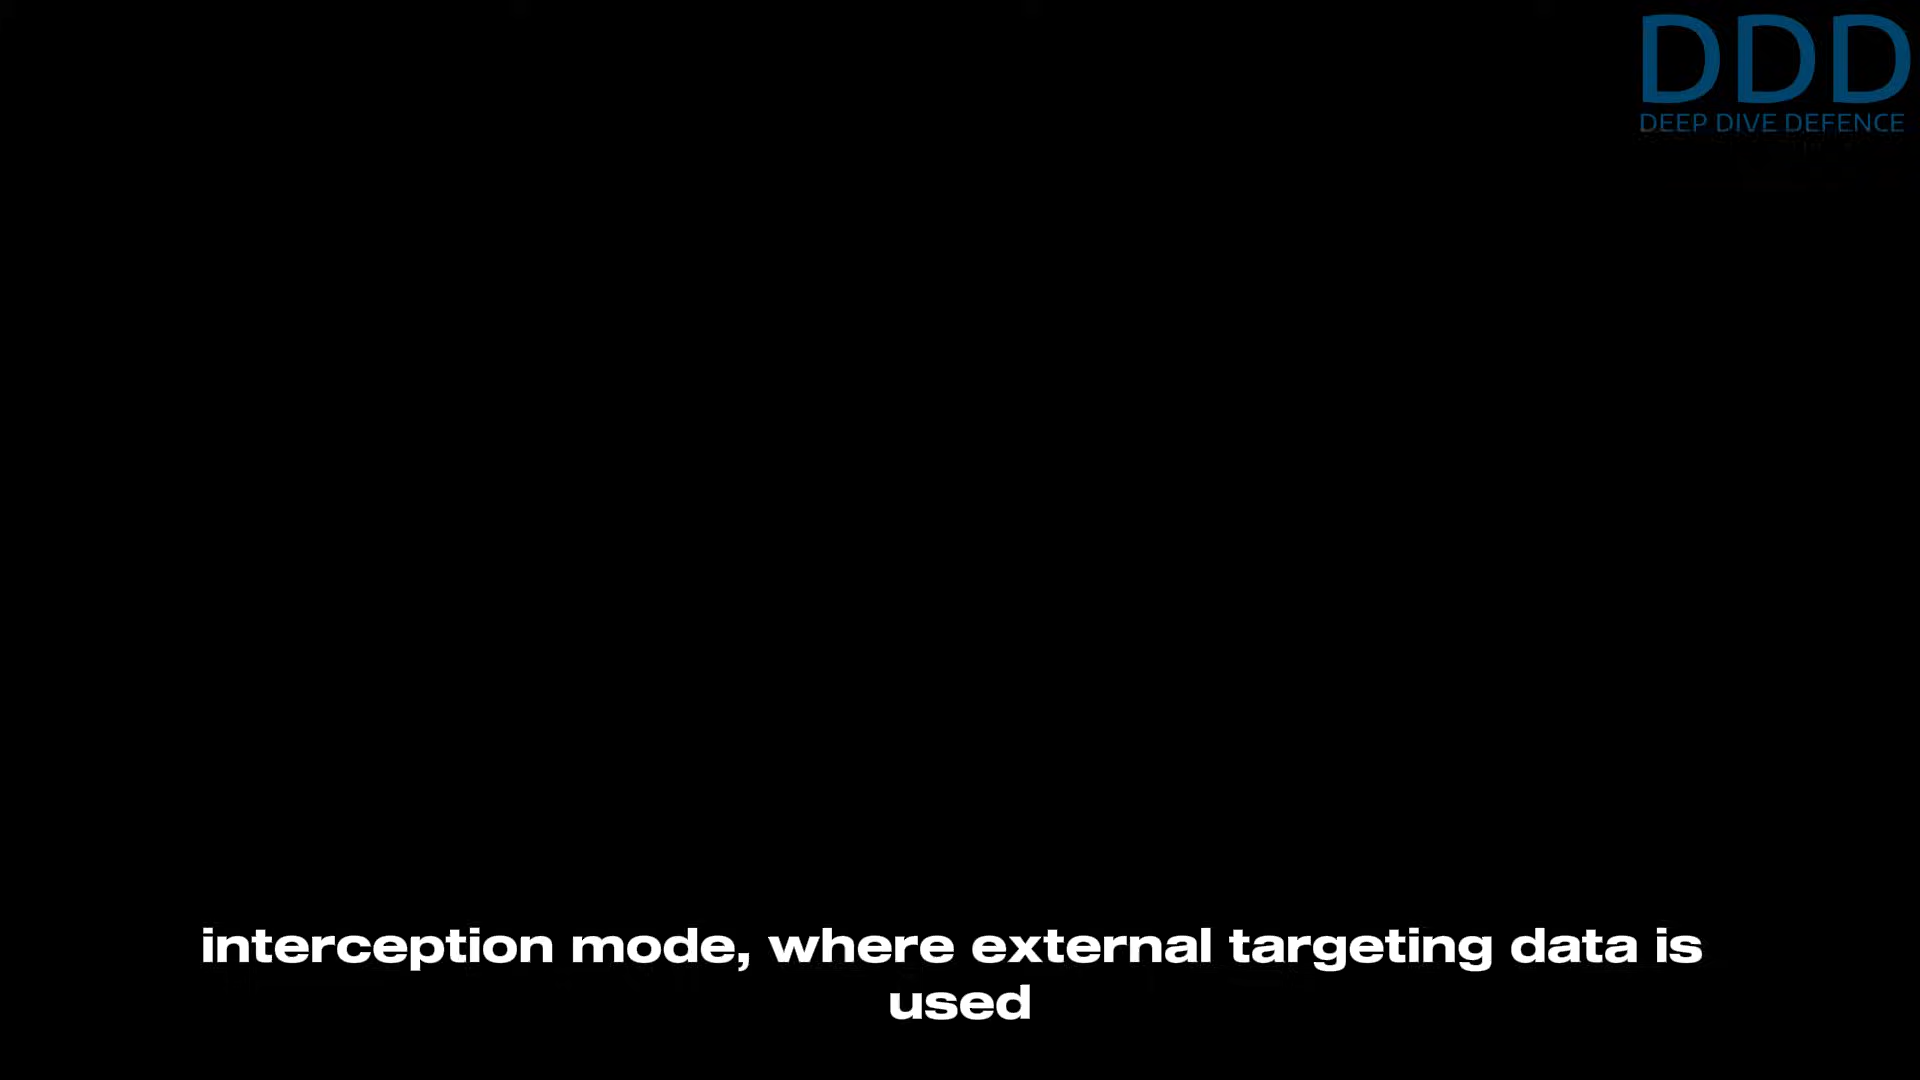 DDD
DEEP DIVE DEFENCE
interception mode, where external targeting data is
used